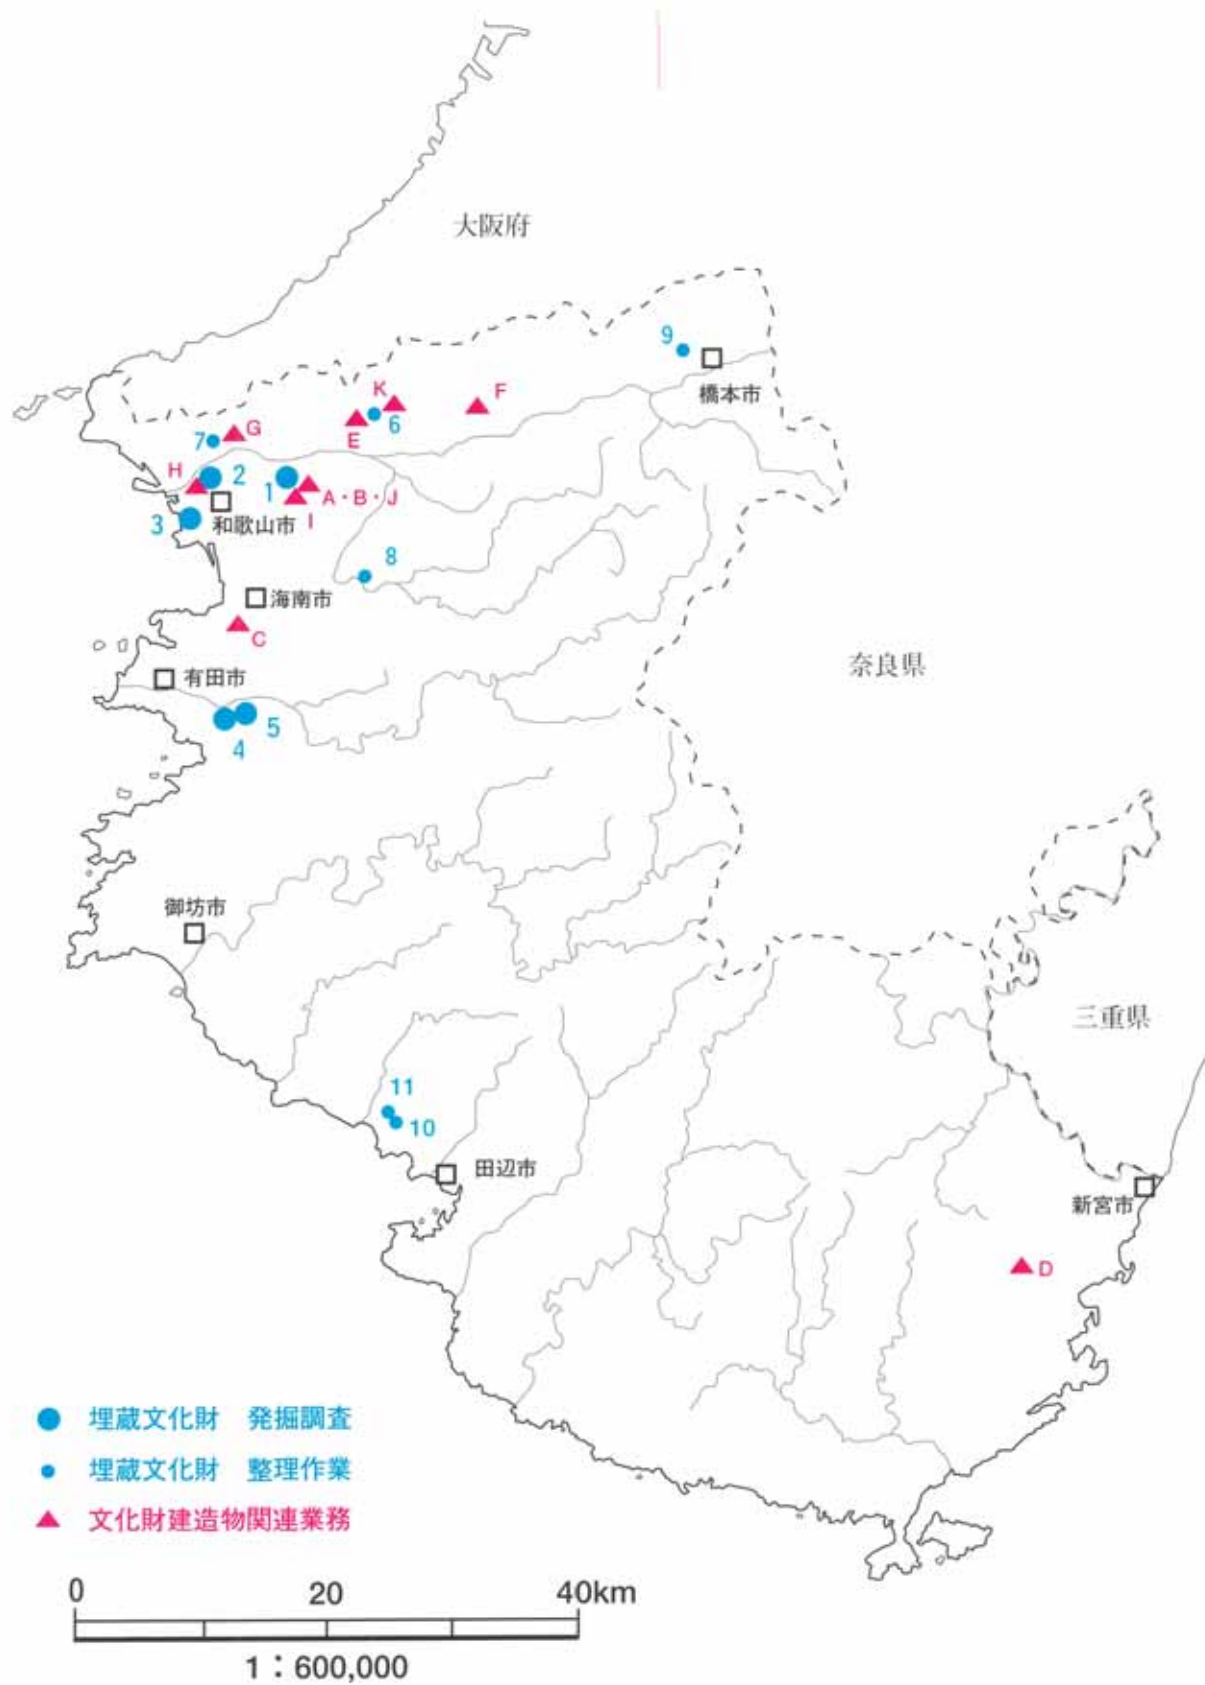 大阪府
9
橋本市
K
F
E
6
7
G
H
2
1
A・B・J
I
3
和歌山市
8
海南市
C
有田市
奈良県
4
5
御坊市
三重県
11
10
田辺市
新宮市
D
埋蔵文化財 発掘調査
埋蔵文化財 整理作業
文化財建造物関連業務
0 20 40km
1:600,000